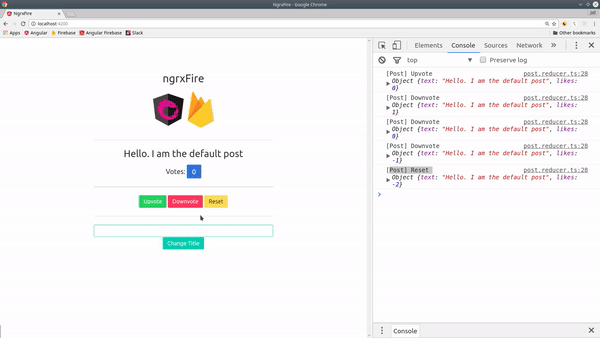 NgrxFire - Google Chrome
NgrxFire
localhost:4200
Apps Angular Firebase Angular Firebase Slack Other bookmarks
ngrxFire
Hello. I am the default post
Votes: 0
Upvote Downvote Reset
Change Title
Elements Console Sources Network »
top Preserve log
[Post] Upvote post.reducer.ts:28
Object {text: "Hello. I am the default post", likes:
0}
[Post] Downvote post.reducer.ts:28
Object {text: "Hello. I am the default post", likes:
1}
[Post] Downvote post.reducer.ts:28
Object {text: "Hello. I am the default post", likes:
0}
[Post] Downvote post.reducer.ts:28
Object {text: "Hello. I am the default post", likes:
-1}
[Post] Reset post.reducer.ts:28
Object {text: "Hello. I am the default post", likes:
-2}
Console